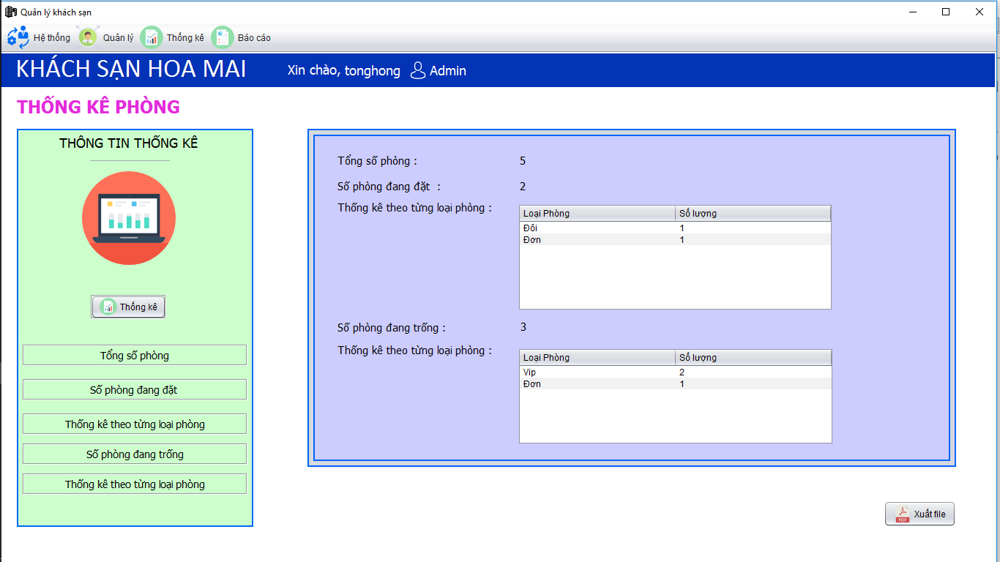 Quản lý khách sạn
Hệ thống Quản lý Thống kê Báo cáo
KHÁCH SẠN HOA MAI Xin chào, tonghong Admin
THỐNG KÊ PHÒNG
THÔNG TIN THỐNG KÊ
Thống kê
Tổng số phòng
Số phòng đang đặt
Thống kê theo từng loại phòng
Số phòng đang trống
Thống kê theo từng loại phòng
Tổng số phòng : 5
Số phòng đang đặt : 2
Thống kê theo từng loại phòng :
Loại Phòng Số lượng
Đôi 1
Đơn 1
Số phòng đang trống : 3
Thống kê theo từng loại phòng :
Loại Phòng Số lượng
Vip 2
Đơn 1
PDF Xuất file